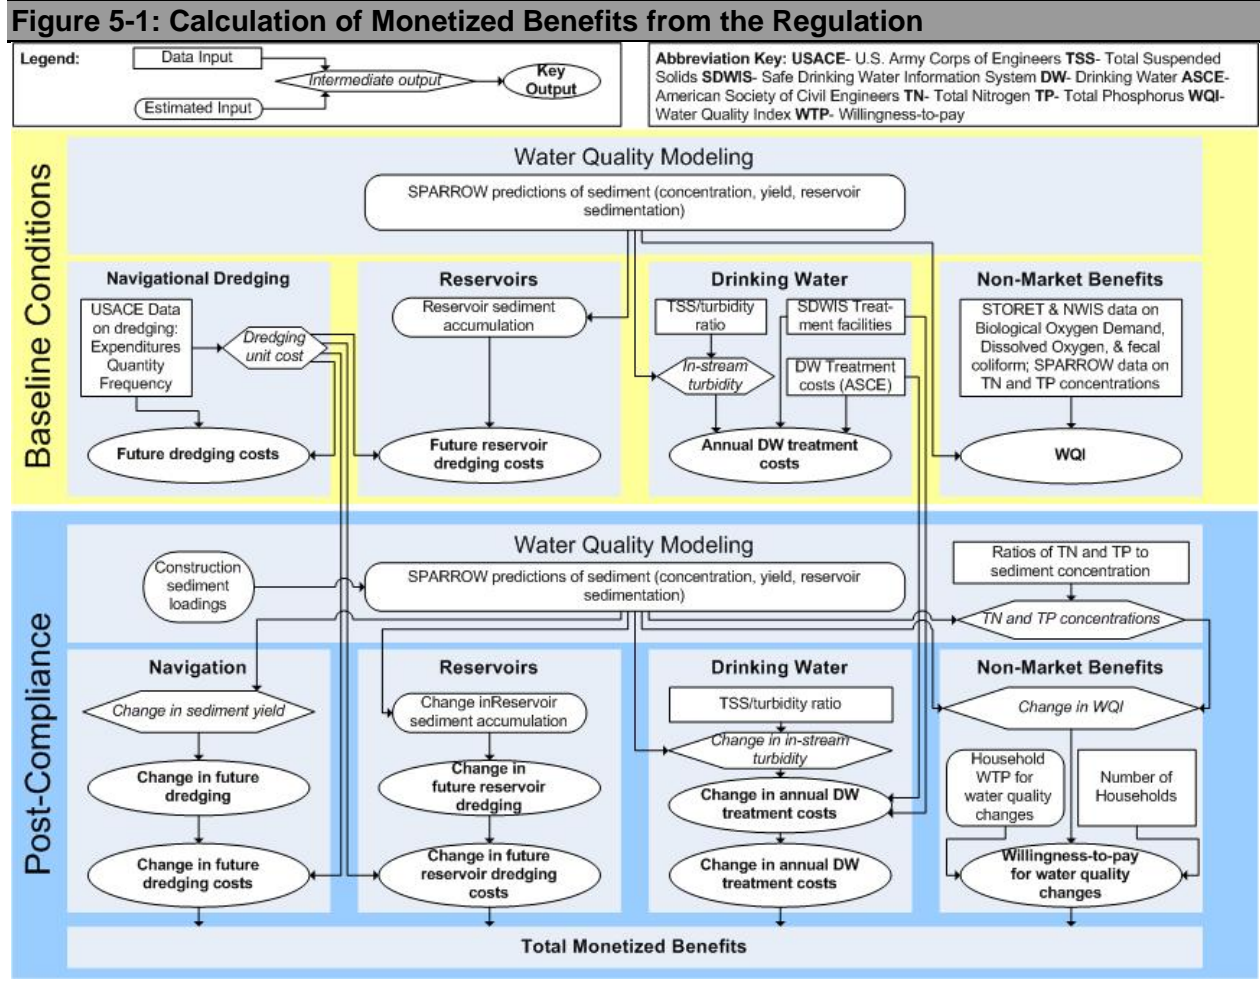 Figure 5-1: Calculation of Monetized Benefits from the Regulation
Legend:
Data Input
Intermediate output
Key
Output
Estimated Input
Abbreviation Key: USACE- U.S. Army Corps of Engineers TSS- Total Suspended
Solids SDWIS- Safe Drinking Water Information System DW- Drinking Water ASCE-
American Society of Civil Engineers TN- Total Nitrogen TP- Total Phosphorus WQI-
Water Quality Index WTP- Willingness-to-pay
Baseline Conditions
Water Quality Modeling
SPARROW predictions of sediment (concentration, yield, reservoir
sedimentation)
Navigational Dredging
USACE Data
on dredging:
Expenditures
Quantity
Frequency
Dredging
unit cost
Future dredging costs
Reservoirs
Reservoir sediment
accumulation
Future reservoir
dredging costs
Drinking Water
TSS/turbidity
ratio
SDWIS Treat-
ment facilities
In-stream
turbidity
DW Treatment
costs (ASCE)
Annual DW treatment
costs
Non-Market Benefits
STORET & NWIS data on
Biological Oxygen Demand,
Dissolved Oxygen, & fecal
coliform; SPARROW data on
TN and TP concentrations
WQI
Post-Compliance
Water Quality Modeling
Construction
sediment
loadings
SPARROW predictions of sediment (concentration, yield, reservoir
sedimentation)
Ratios of TN and TP to
sediment concentration
TN and TP concentrations
Navigation
Change in sediment yield
Change in future
dredging
Change in future
dredging costs
Reservoirs
Change inReservoir
sediment accumulation
Change in
future reservoir
dredging
Change in future
reservoir dredging
costs
Drinking Water
TSS/turbidity ratio
Change in in-stream
turbidity
Change in annual DW
treatment costs
Change in annual DW
treatment costs
Non-Market Benefits
Change in WQI
Household
WTP for
water quality
changes
Number of
Households
Willingness-to-pay
for water quality
changes
Total Monetized Benefits